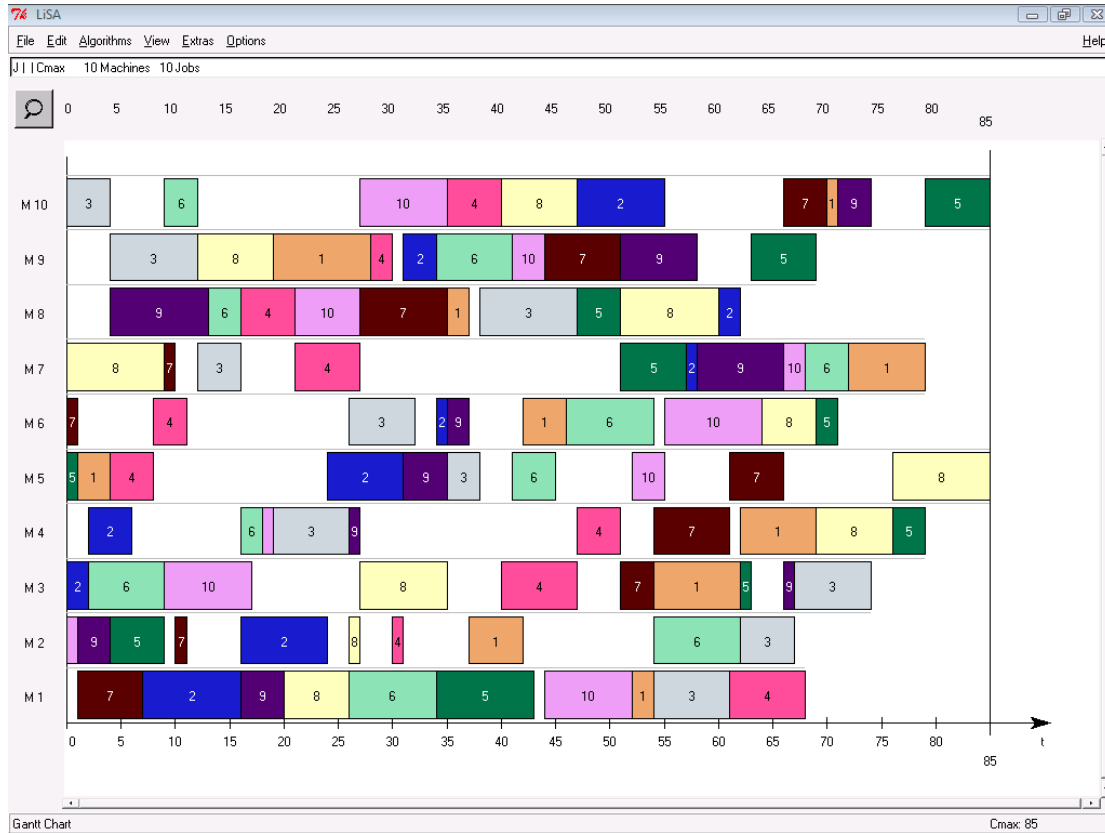 7% LiSA
File Edit Algorithms View Extras Options Help
J | | Cmax 10 Machines 10 Jobs
0 5 10 15 20 25 30 35 40 45 50 55 60 65 70 75 80
85
M 10 3 6 10 4 8 2 7 1 9 5
M 9 3 8 1 4 2 6 10 7 9 5
M 8 9 6 4 10 7 1 3 5 8 2
M 7 8 7 3 4 5 2 9 10 6 1
M 6 7 4 3 2 9 1 6 10 8 5
M 5 5 1 4 2 9 3 6 10 7 8
M 4 2 6 3 9 4 7 1 8 5
M 3 2 6 10 8 4 7 1 5 9 3
M 2 9 5 7 2 8 4 1 6 3
M 1 7 2 9 8 6 5 10 1 3 4
0 5 10 15 20 25 30 35 40 45 50 55 60 65 70 75 80 t
85
Gantt Chart Cmax: 85